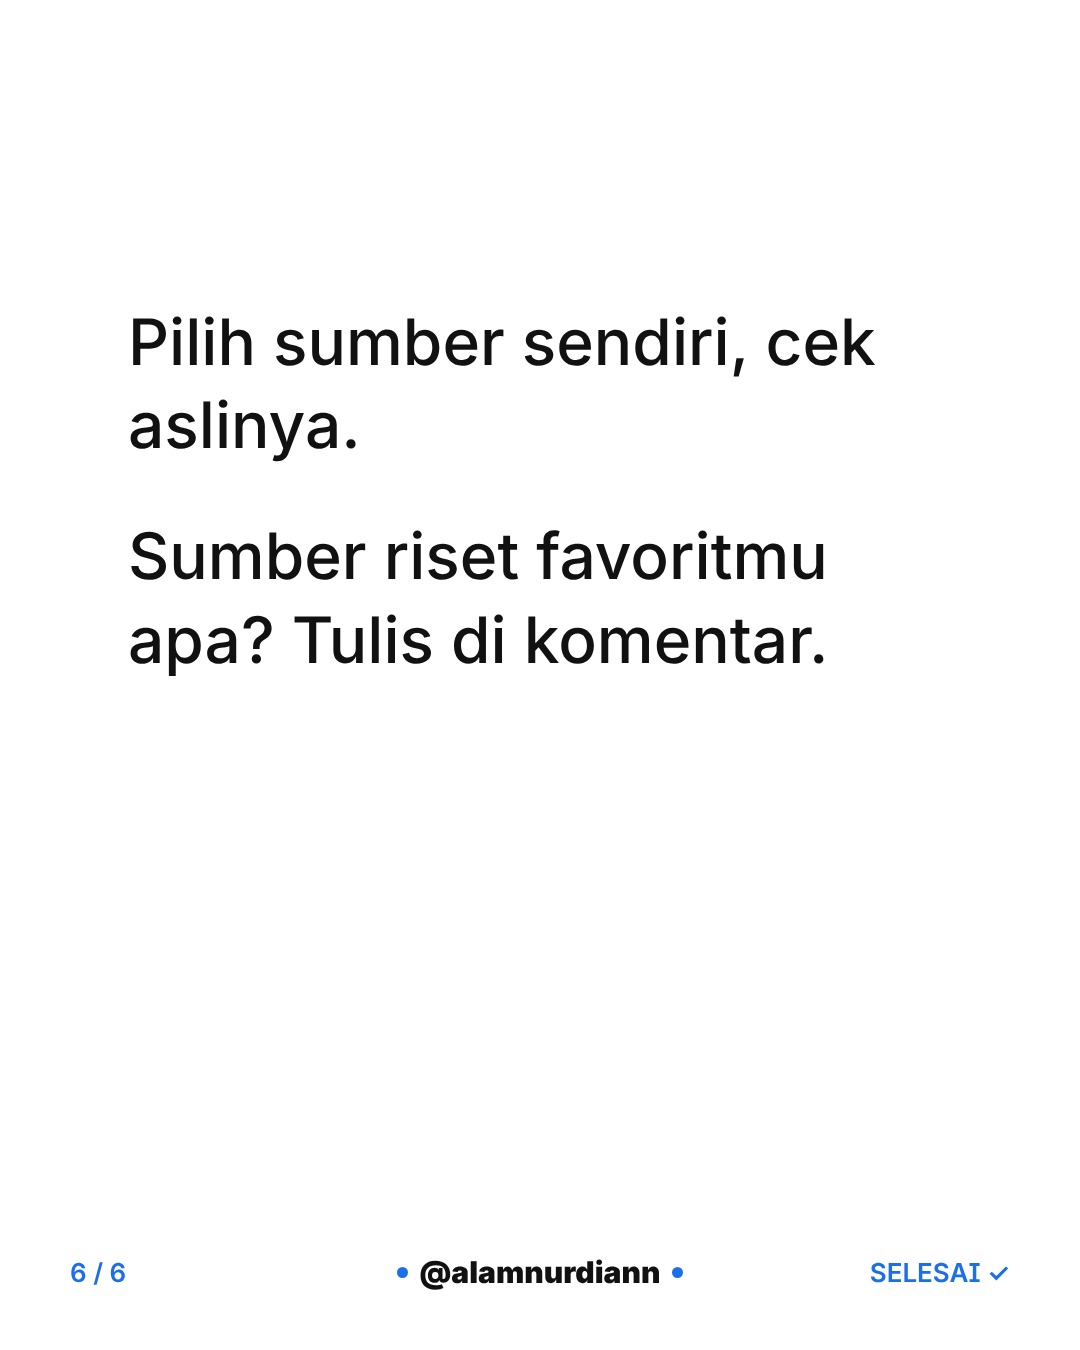 Pilih sumber sendiri, cek
aslinya.
Sumber riset favoritmu
apa? Tulis di komentar.
6 / 6
• @alamnurdiann •
SELESAI ✓